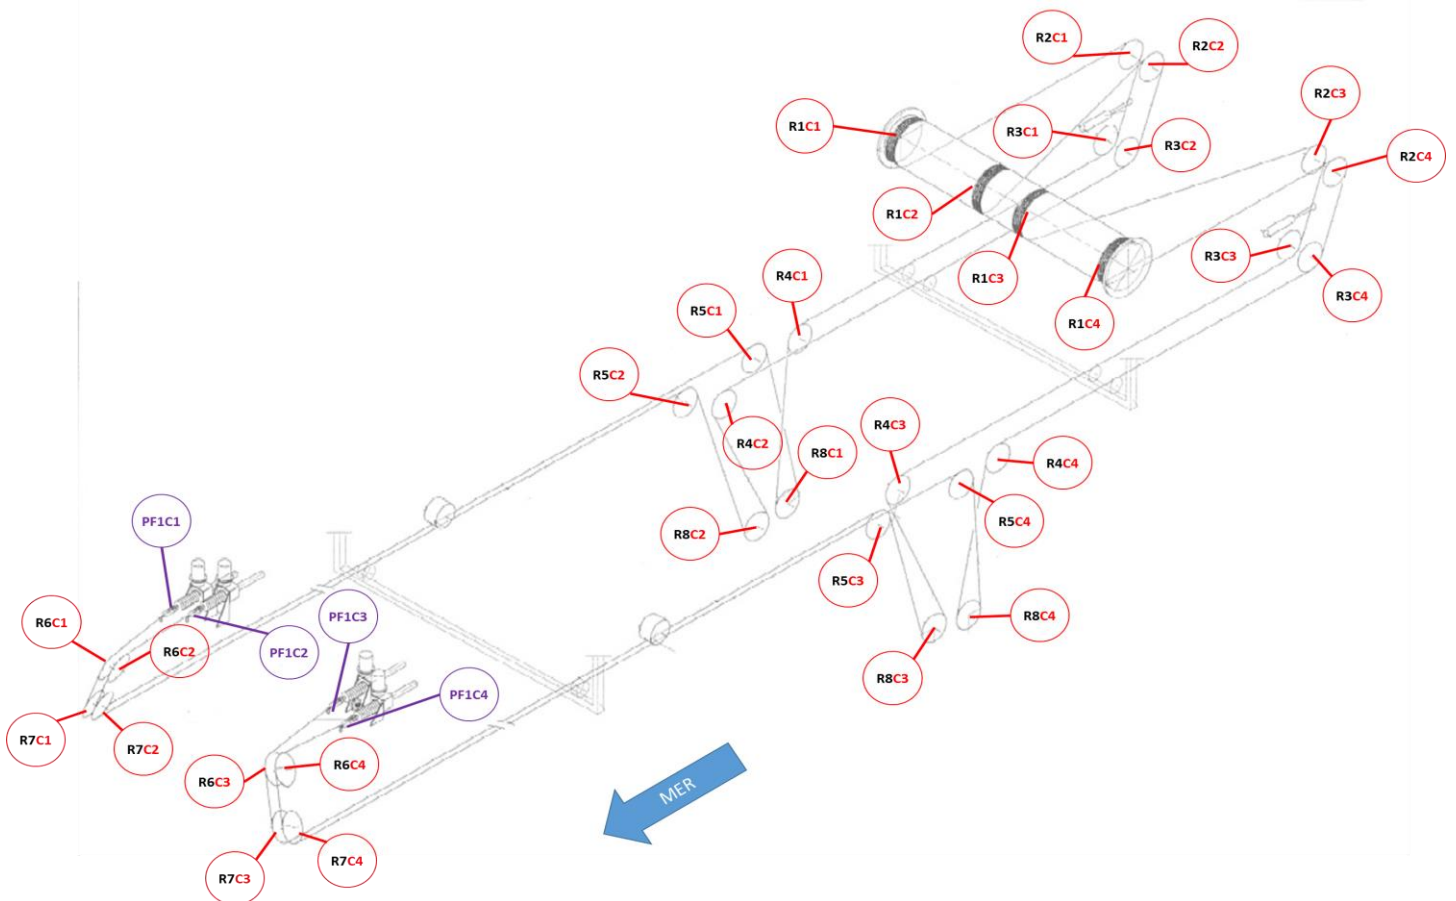 R2C1
R2C2
R2C3
R1C1
R3C1
R3C2
R2C4
R1C2
R3C3
R4C1
R1C3
R3C4
R5C1
R1C4
R5C2
R4C3
R4C2
R8C1
R4C4
PF1C1
R5C4
R8C2
R5C3
PF1C3
R8C4
R6C1
R6C2
PF1C2
R8C3
PF1C4
R7C1
R7C2
R6C4
R6C3
MER
R7C4
R7C3